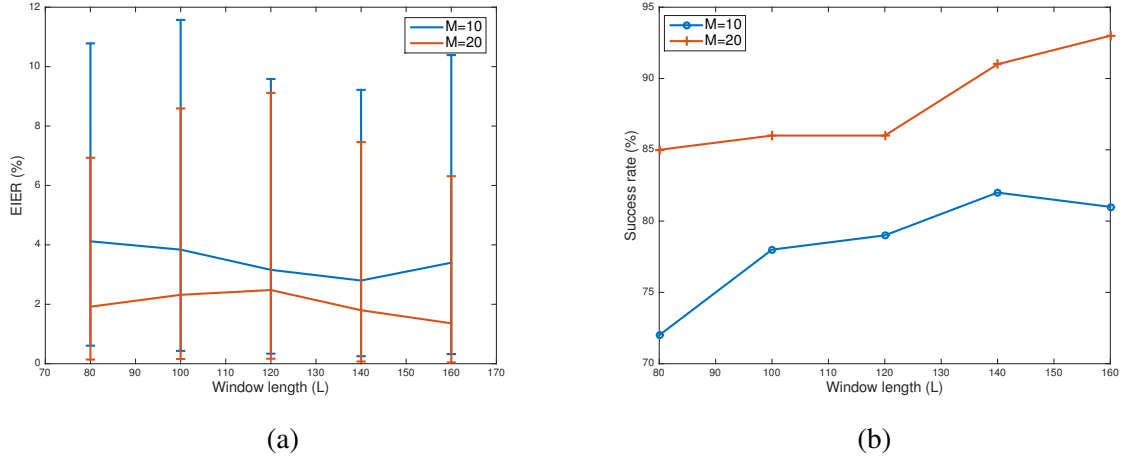 M=10
M=20
12
10
8
6
4
2
0
EIER (%)
70 80 90 100 110 120 130 140 150 160 170
Window length (L)
(a)
M=10
M=20
95
90
85
80
75
70
Success rate (%)
80 90 100 110 120 130 140 150 160
Window length (L)
(b)